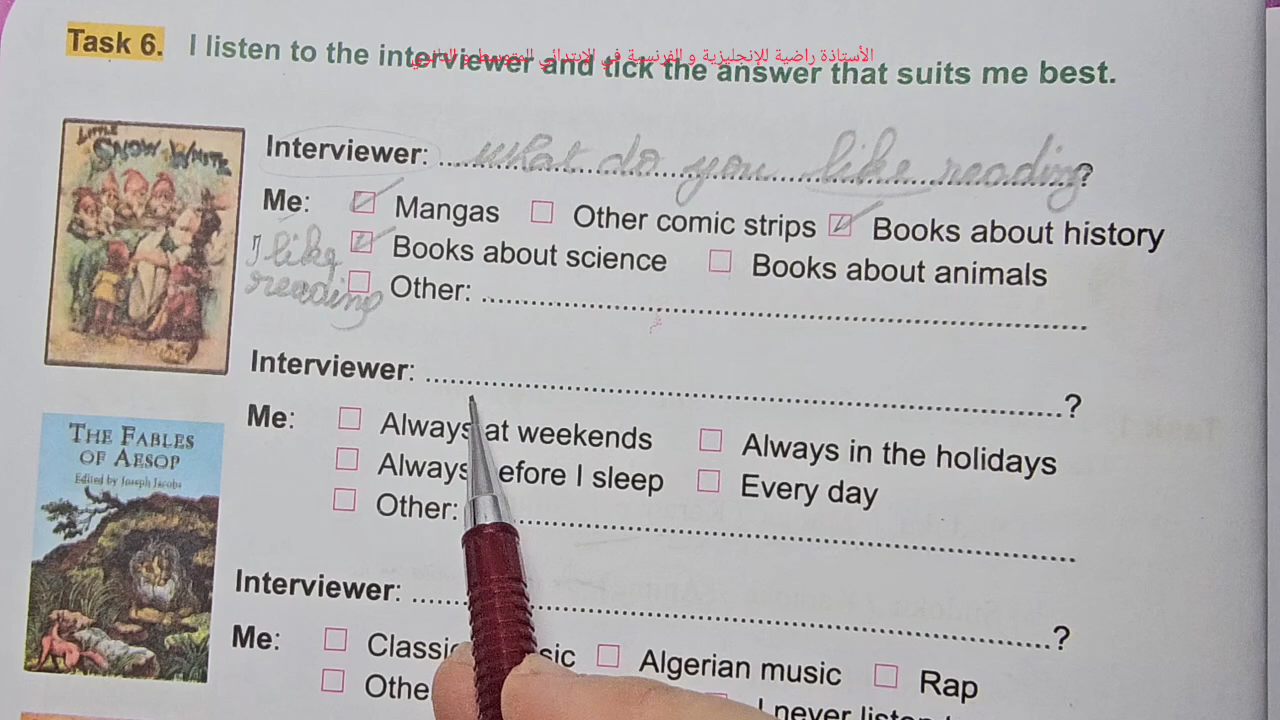 Task 6. I listen to the interviewer and tick the answer that suits me best.
الأستاذة راضية للإنجليزية و الفرنسية في الابتدائي المتوسط و الثانوي
LITTLE
SNOW WHITE
Interviewer: what do you like reading ?
Me: Mangas Other comic strips Books about history
I like Books about science Books about animals
reading Other:
Interviewer: ?
THE FABLES
OF AESOP
Edited by Joseph Jacobs
Me: Always at weekends Always in the holidays
Always before I sleep Every day
Other:
Interviewer: ?
Me: Algerian music Rap
I never